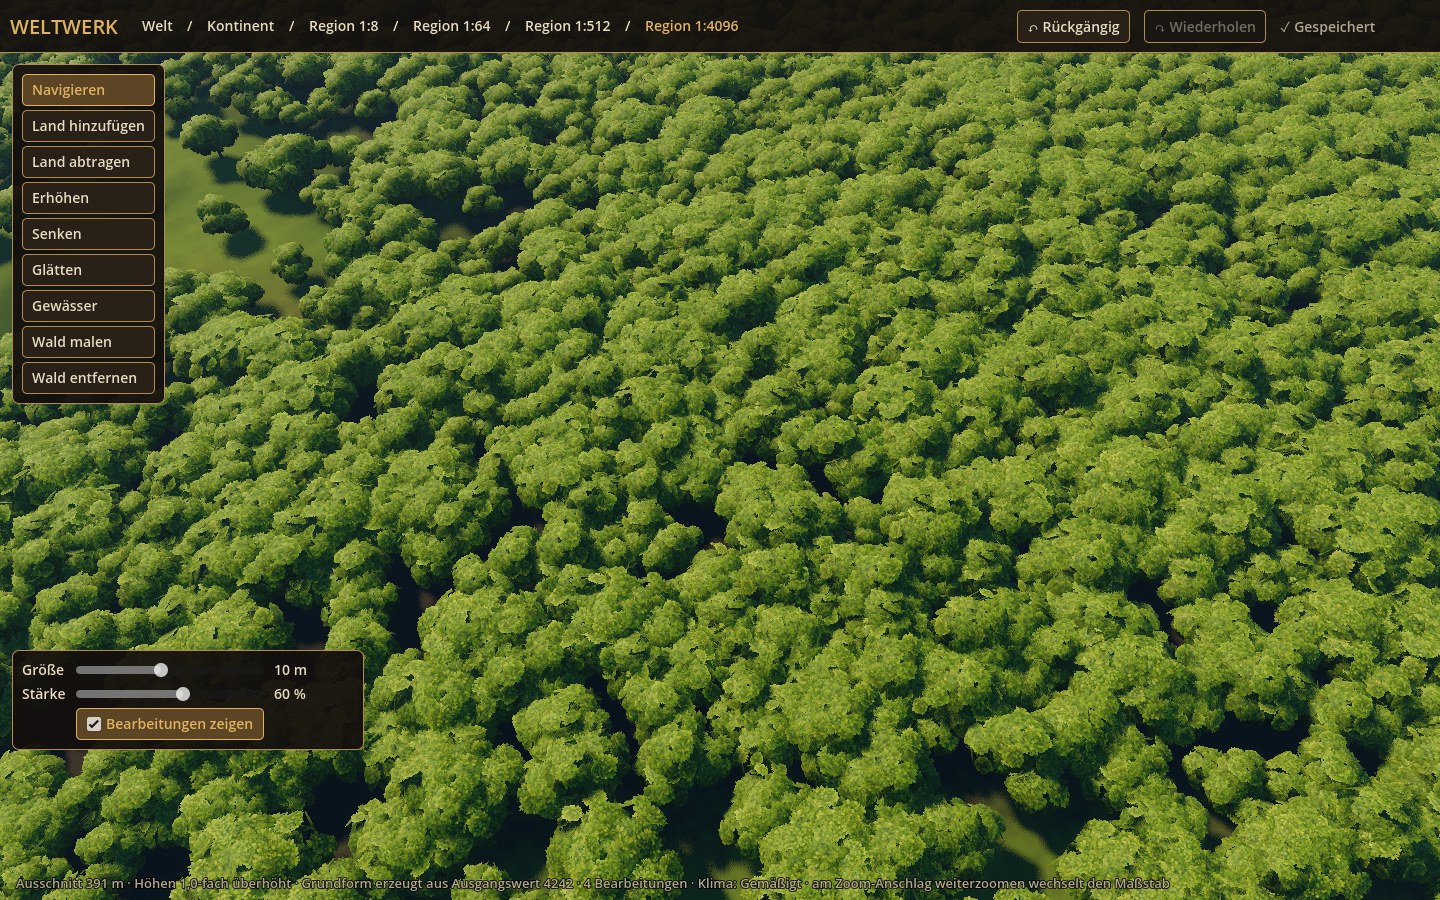 WELTWERK Welt / Kontinent / Region 1:8 / Region 1:64 / Region 1:512 / Region 1:4096 Rückgängig Wiederholen ✓ Gespeichert
Navigieren
Land hinzufügen
Land abtragen
Erhöhen
Senken
Glätten
Gewässer
Wald malen
Wald entfernen
Größe 10 m
Stärke 60 %
Bearbeitungen zeigen
Ausschnitt 391 m · Höhen 1,0-fach überhöht · Grundform erzeugt aus Ausgangswert 4242 · 4 Bearbeitungen · Klima: Gemäßigt · am Zoom-Anschlag weiterzoomen wechselt den Maßstab